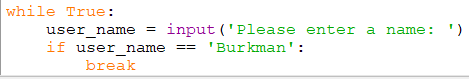 while True:
    user_name = input('Please enter a name: ')
    if user_name == 'Burkman':
        break